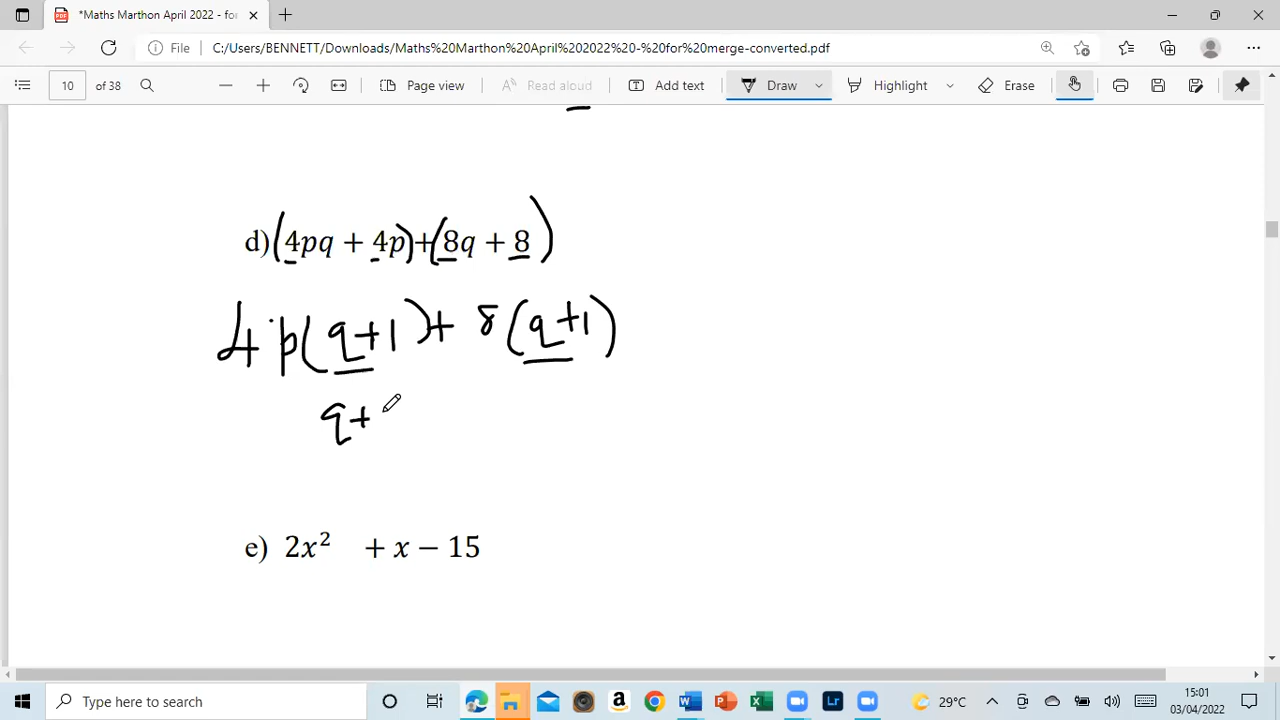 *Maths Marthon April 2022 - for
File C:/Users/BENNETT/Downloads/Maths%20Marthon%20April%202022%20-%20for%20merge-converted.pdf
10 of 38 Page view Read aloud Add text Draw Highlight Erase
d)(4pq + 4p)+(8q + 8)
4p(q+1)+ 8(q+1)
q+
e) 2x² + x − 15
Type here to search a W P X Lr 29°C 15:01
03/04/2022